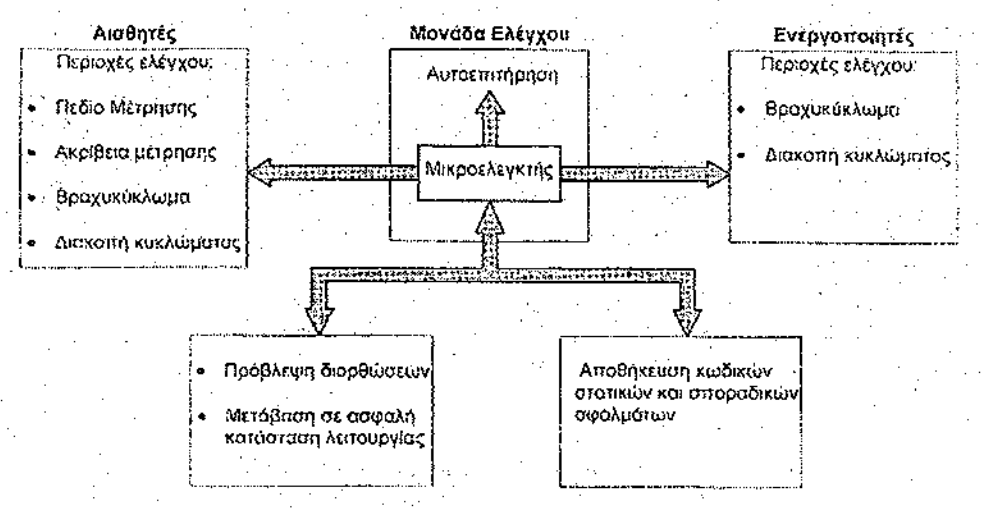 Αισθητές
Περιοχές ελέγχου:
• Πεδίο Μέτρησης
• Ακρίβεια μέτρησης
• Βραχυκύκλωμα
• Διακοπή κυκλώματος
Μονάδα Ελέγχου
Αυτοεπιτήρηση
Μικροελεγκτής
Ενεργοποιητές
Περιοχές ελέγχου:
• Βραχυκύκλωμα
• Διακοπή κυκλώματος
• Πρόβλεψη διορθώσεων
• Μετάβαση σε ασφαλή
κατάσταση λειτουργίας
Αποθήκευση κωδικών
στατικών και σποραδικών
σφαλμάτων